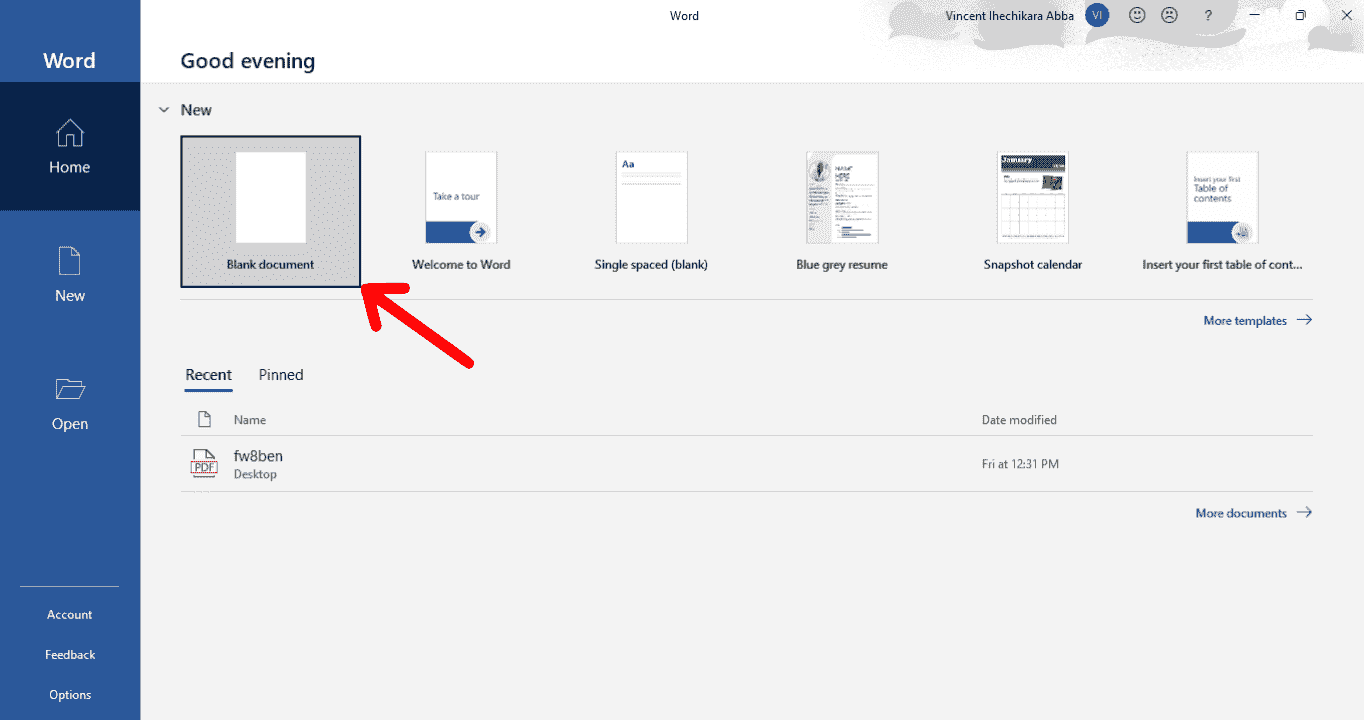 Word
Vincent Ihechikara Abba
VI
?
Word
Good evening
Home
New
Open
Account
Feedback
Options
New
Blank document
Take a tour
Welcome to Word
Aa
Single spaced (blank)
Blue grey resume
January
Snapshot calendar
Insert your first
Table of
contents
Insert your first table of cont...
More templates
Recent
Pinned
Name
Date modified
PDF
fw8ben
Desktop
Fri at 12:31 PM
More documents